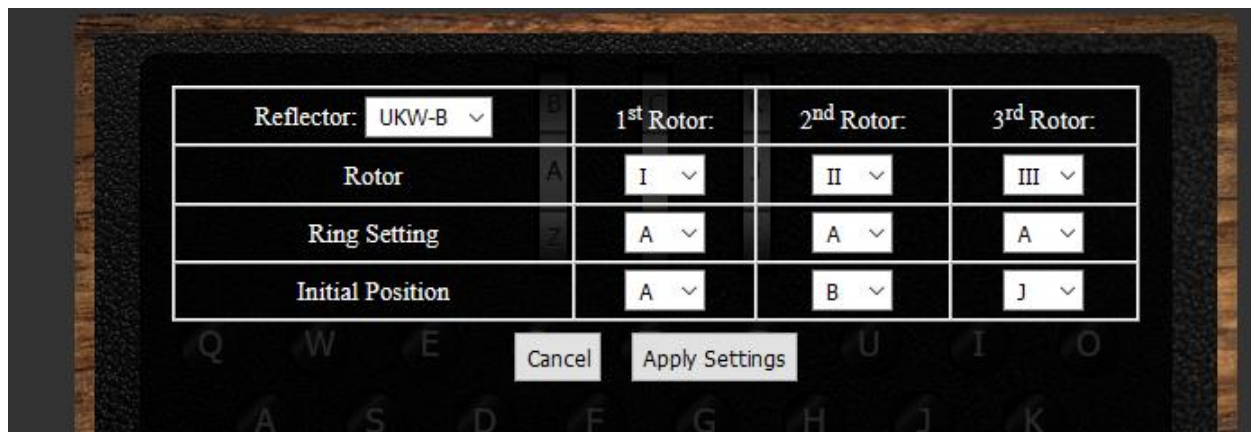 Reflector: UKW-B 1st Rotor: 2nd Rotor: 3rd Rotor:
Rotor I II III
Ring Setting A A A
Initial Position A B J
Cancel Apply Settings
Q W E U I O
A S D F G H J K